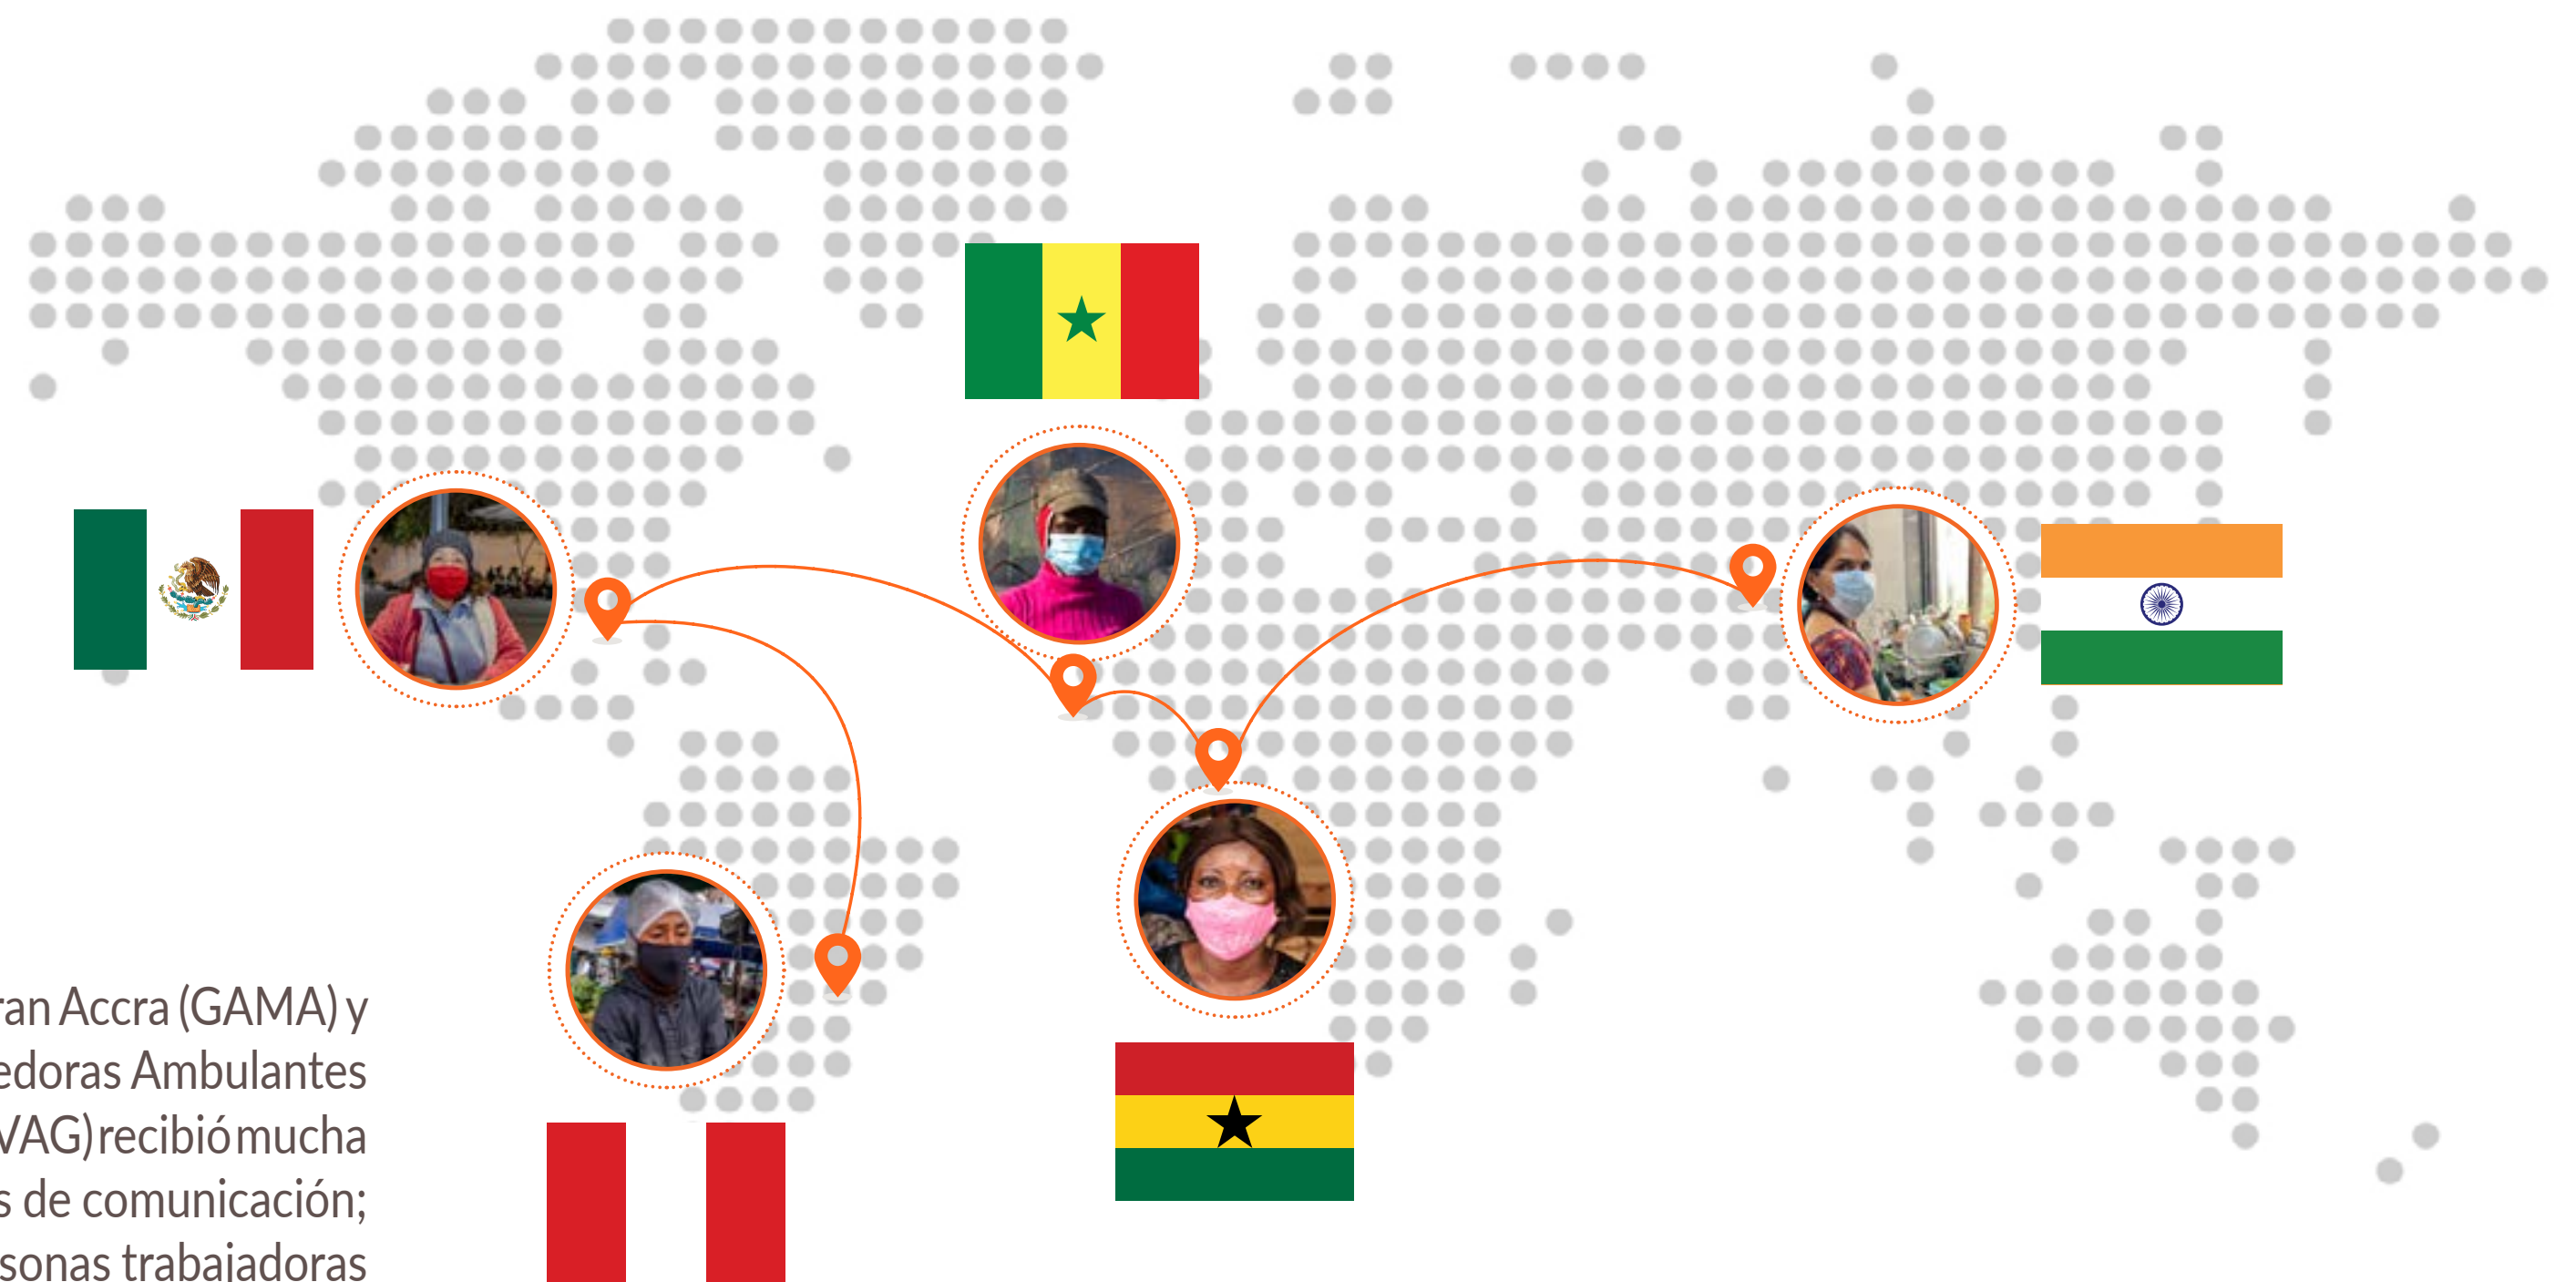 ran Accra (GAMA) y
edoras Ambulantes
VAG) recibió mucha
s de comunicación;
sonas trabajadoras